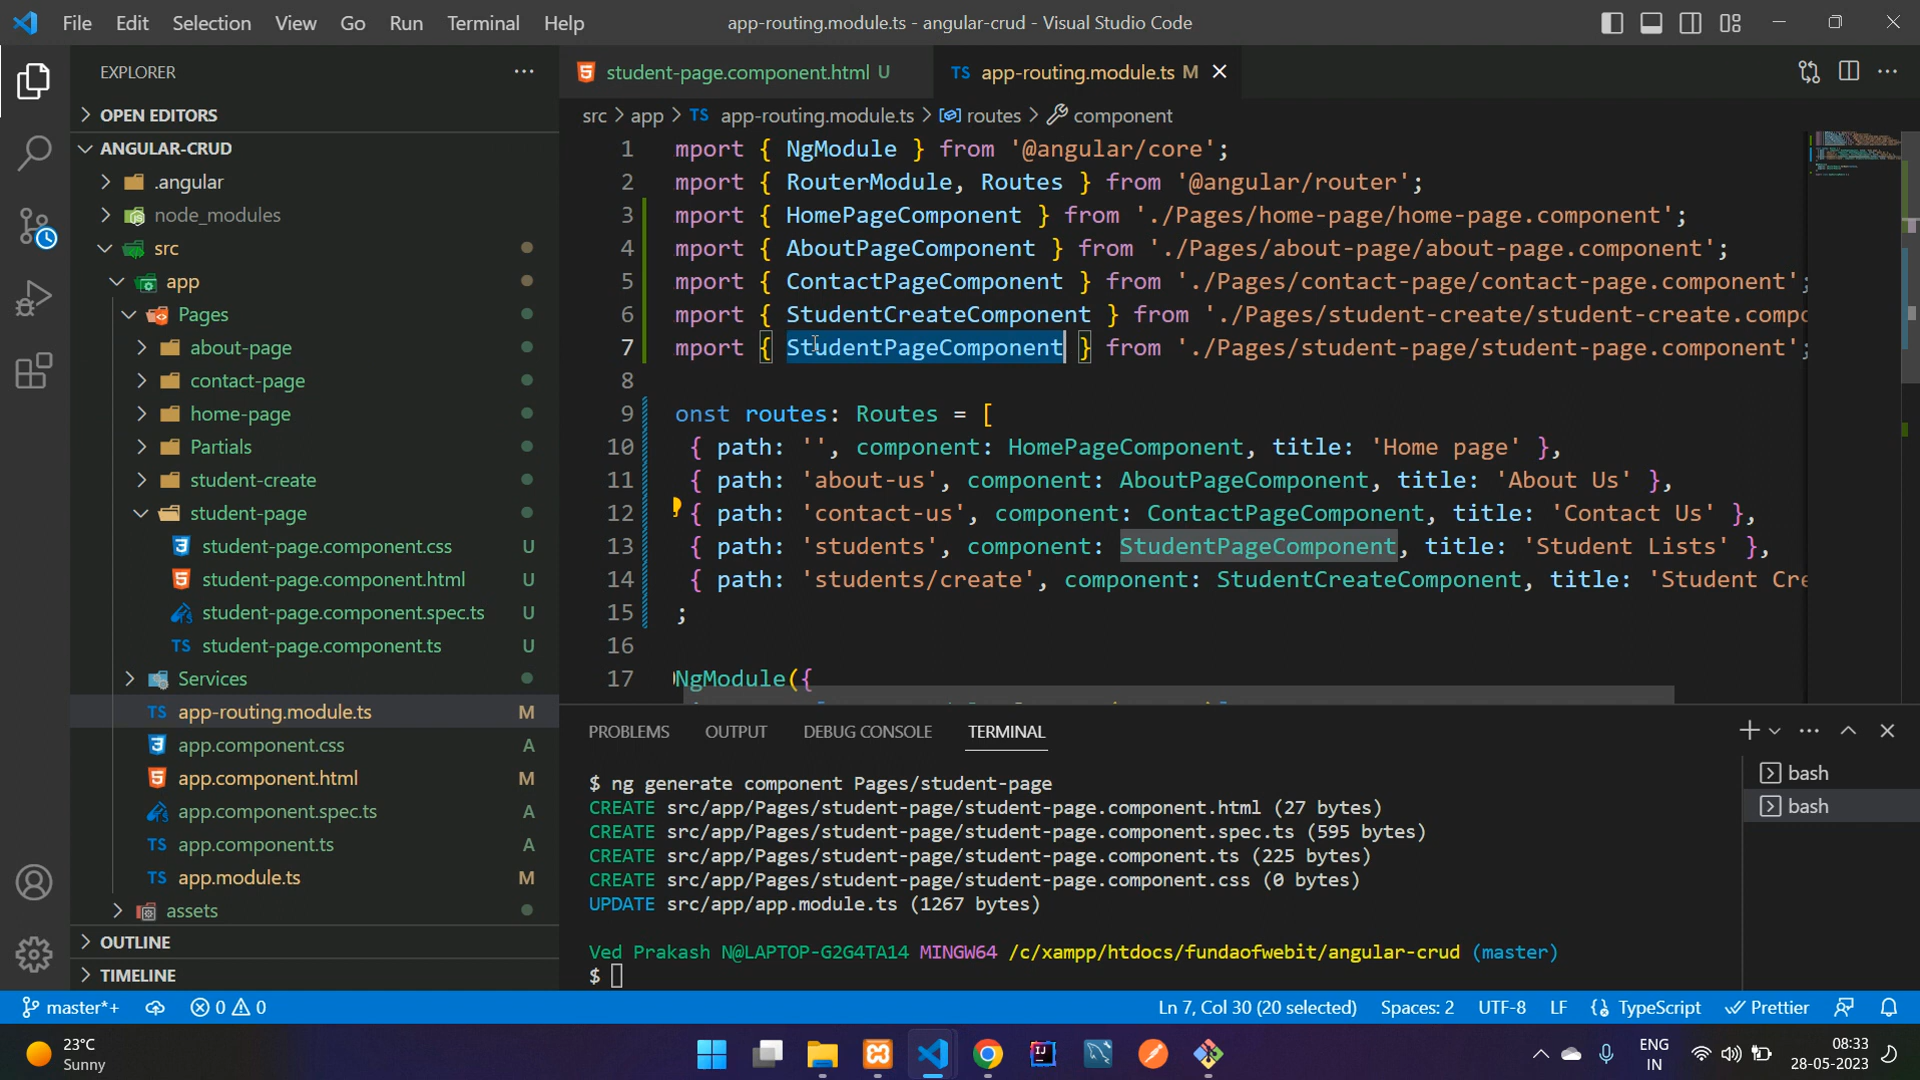 File Edit Selection View Go Run Terminal Help app-routing.module.ts - angular-crud - Visual Studio Code
EXPLORER
OPEN EDITORS
ANGULAR-CRUD
.angular
node_modules
src
app
Pages
about-page
contact-page
home-page
Partials
student-create
student-page
student-page.component.css U
student-page.component.html U
student-page.component.spec.ts U
TS student-page.component.ts U
Services
TS app-routing.module.ts M
app.component.css A
app.component.html M
app.component.spec.ts A
TS app.component.ts A
TS app.module.ts M
assets
OUTLINE
TIMELINE
student-page.component.html U TS app-routing.module.ts M
src > app > TS app-routing.module.ts > routes > component
1 mport { NgModule } from '@angular/core';
2 mport { RouterModule, Routes } from '@angular/router';
3 mport { HomePageComponent } from './Pages/home-page/home-page.component';
4 mport { AboutPageComponent } from './Pages/about-page/about-page.component';
5 mport { ContactPageComponent } from './Pages/contact-page/contact-page.component';
6 mport { StudentCreateComponent } from './Pages/student-create/student-create.compo
7 mport { StudentPageComponent } from './Pages/student-page/student-page.component';
8
9 onst routes: Routes = [
10 { path: '', component: HomePageComponent, title: 'Home page' },
11 { path: 'about-us', component: AboutPageComponent, title: 'About Us' },
12 { path: 'contact-us', component: ContactPageComponent, title: 'Contact Us' },
13 { path: 'students', component: StudentPageComponent, title: 'Student Lists' },
14 { path: 'students/create', component: StudentCreateComponent, title: 'Student Cre
15 ;
16
17 NgModule({
PROBLEMS OUTPUT DEBUG CONSOLE TERMINAL
$ ng generate component Pages/student-page
CREATE src/app/Pages/student-page/student-page.component.html (27 bytes)
CREATE src/app/Pages/student-page/student-page.component.spec.ts (595 bytes)
CREATE src/app/Pages/student-page/student-page.component.ts (225 bytes)
CREATE src/app/Pages/student-page/student-page.component.css (0 bytes)
UPDATE src/app/app.module.ts (1267 bytes)
Ved Prakash N@LAPTOP-G2G4TA14 MINGW64 /c/xampp/htdocs/fundaofwebit/angular-crud (master)
$
bash
bash
master*+ 0 0 Ln 7, Col 30 (20 selected) Spaces: 2 UTF-8 LF {} TypeScript Prettier
23°C
Sunny
ENG
IN
08:33
28-05-2023